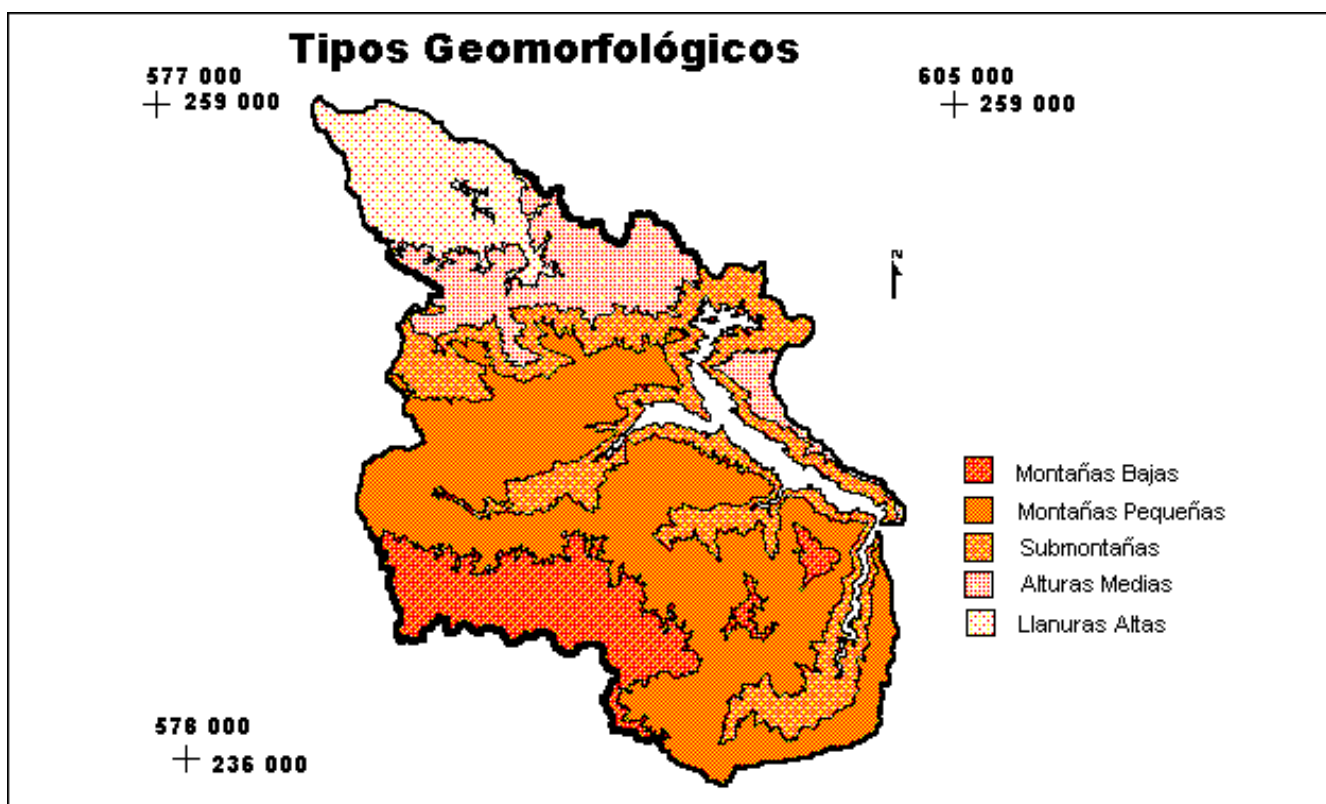 Tipos Geomorfológicos
577 000
259 000
605 000
259 000
N
Montañas Bajas
Montañas Pequeñas
Submontañas
Alturas Medias
Llanuras Altas
578 000
236 000